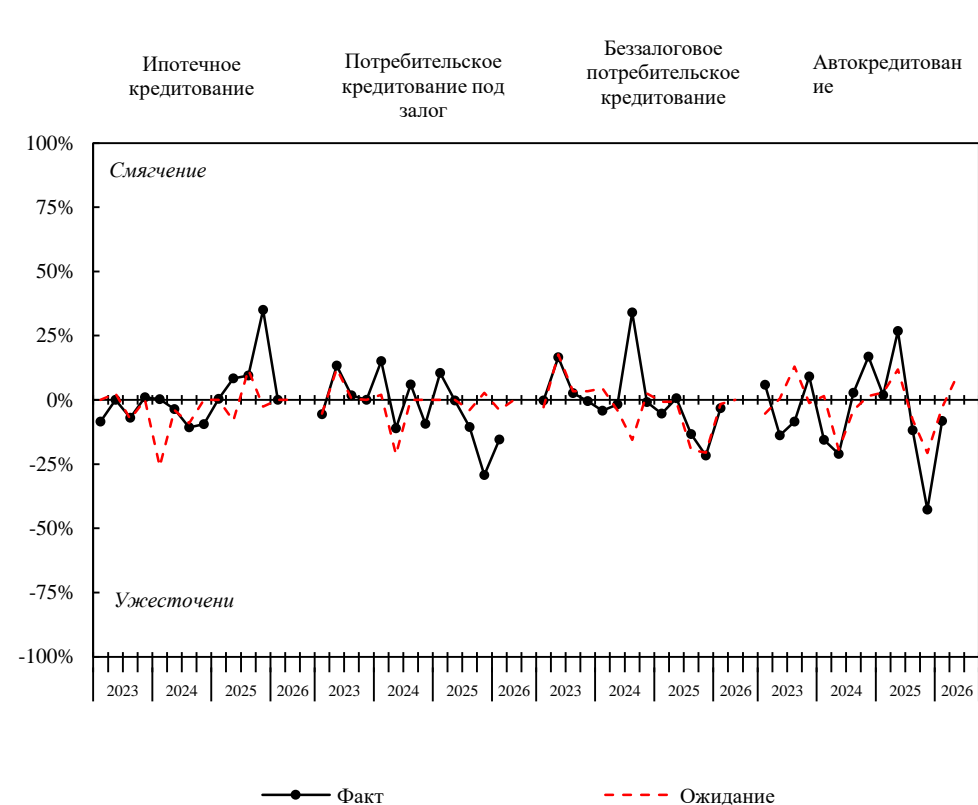 Ипотечное
кредитование
Потребительское
кредитование под
залог
Беззалоговое
потребительское
кредитование
Автокредитован
ие
100%
Смягчение
75%
50%
25%
0%
-25%
-50%
-75%
Ужесточени
-100%
2023 2024 2025 2026 2023 2024 2025 2026 2023 2024 2025 2026 2023 2024 2025 2026
Факт Ожидание